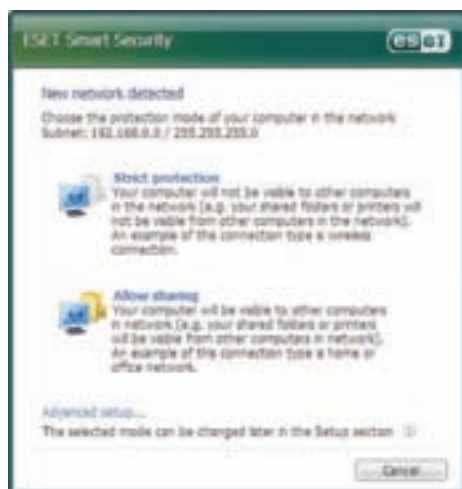 ESET Smart Security
eset
New network detected
Choose the protection mode of your computer in the network
Subnet: 192.168.0.0 / 255.255.255.0
Strict protection
Your computer will not be visible to other computers
in the network (e.g. your shared folders or printers will
not be visible from other computers in the network).
An example of this connection type is wireless
connection.
Allow sharing
Your computer will be visible to other computers
in network (e.g. your shared folders or printers
will be visible from other computers in network).
An example of this connection type is home or
office network.
Advanced setup...
The selected mode can be changed later in the Setup section
Cancel